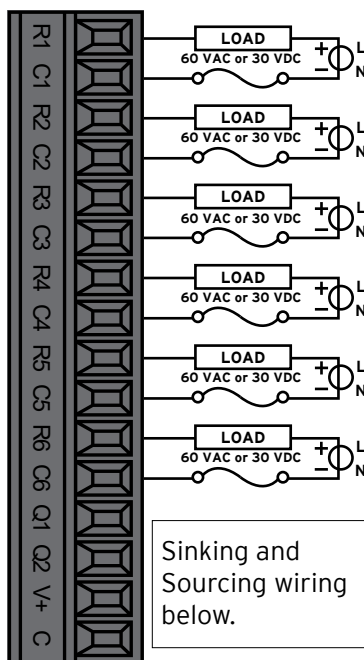 R1
LOAD
+ L
60 VAC or 30 VDC
C1
− N
R2
LOAD
+ L
60 VAC or 30 VDC
C2
− N
R3
LOAD
+ L
60 VAC or 30 VDC
C3
− N
R4
LOAD
+ L
60 VAC or 30 VDC
C4
− N
R5
LOAD
+ L
60 VAC or 30 VDC
C5
− N
R6
LOAD
+ L
60 VAC or 30 VDC
C6
− N
Q1
Q2
V+
C
Sinking and
Sourcing wiring
below.